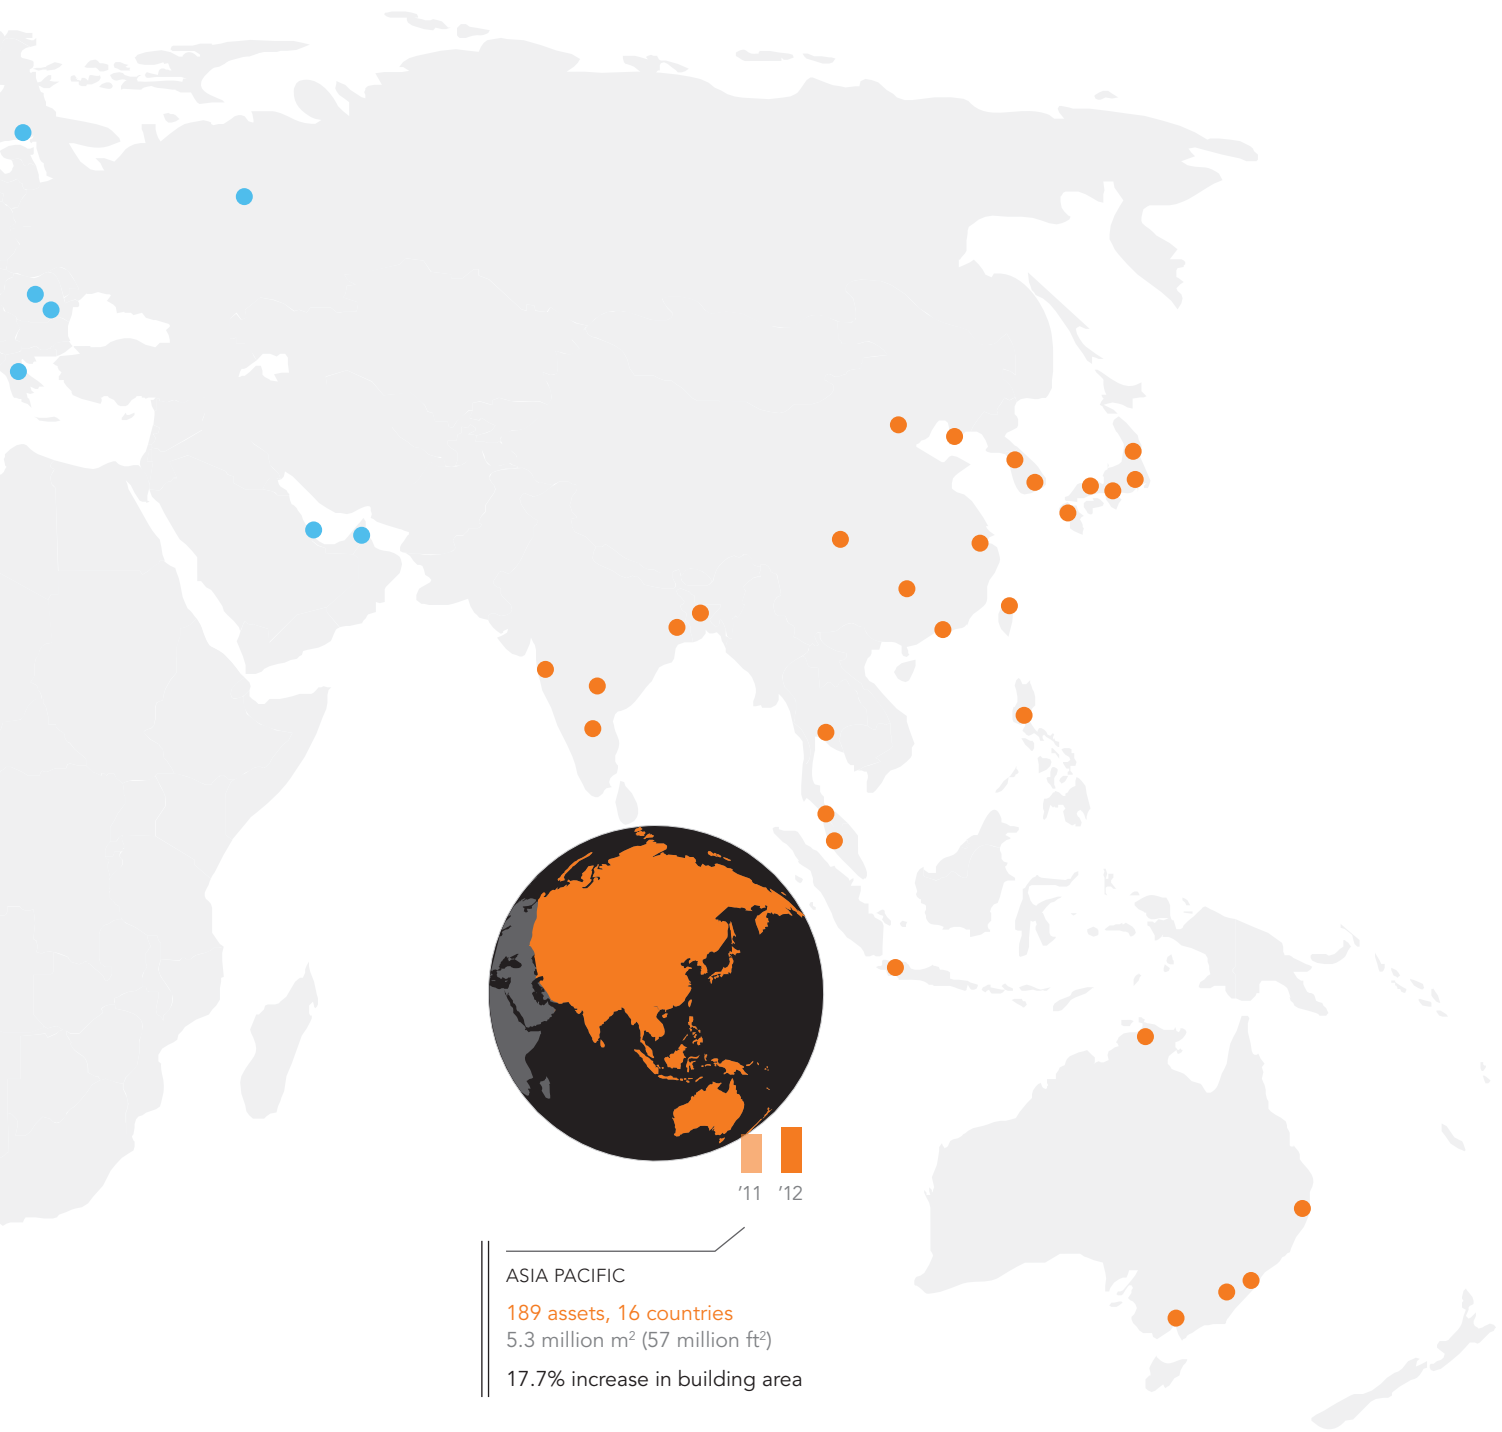 ’11 ’12
ASIA PACIFIC
189 assets, 16 countries
5.3 million m² (57 million ft²)
17.7% increase in building area